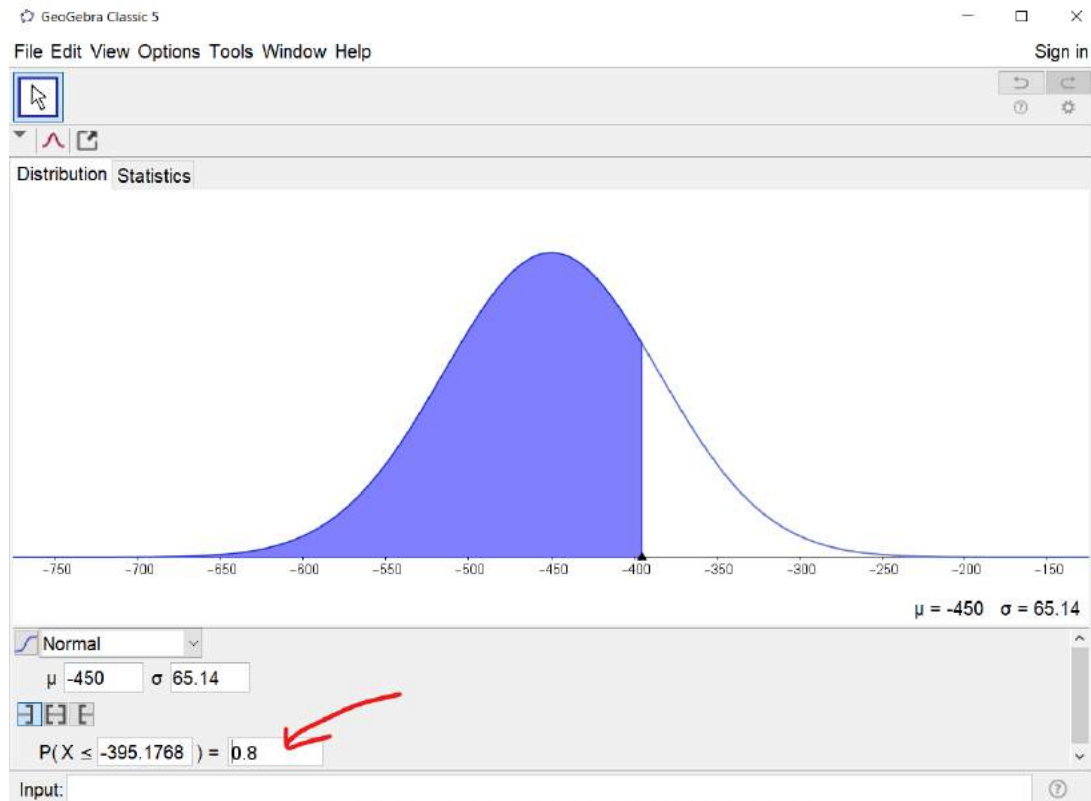 GeoGebra Classic 5
File Edit View Options Tools Window Help Sign in
Distribution Statistics
-750 -700 -650 -600 -550 -500 -450 -400 -350 -300 -250 -200 -150
μ = -450 σ = 65.14
Normal
μ -450 σ 65.14
P( X ≤ -395.1768 ) = 0.8
Input: